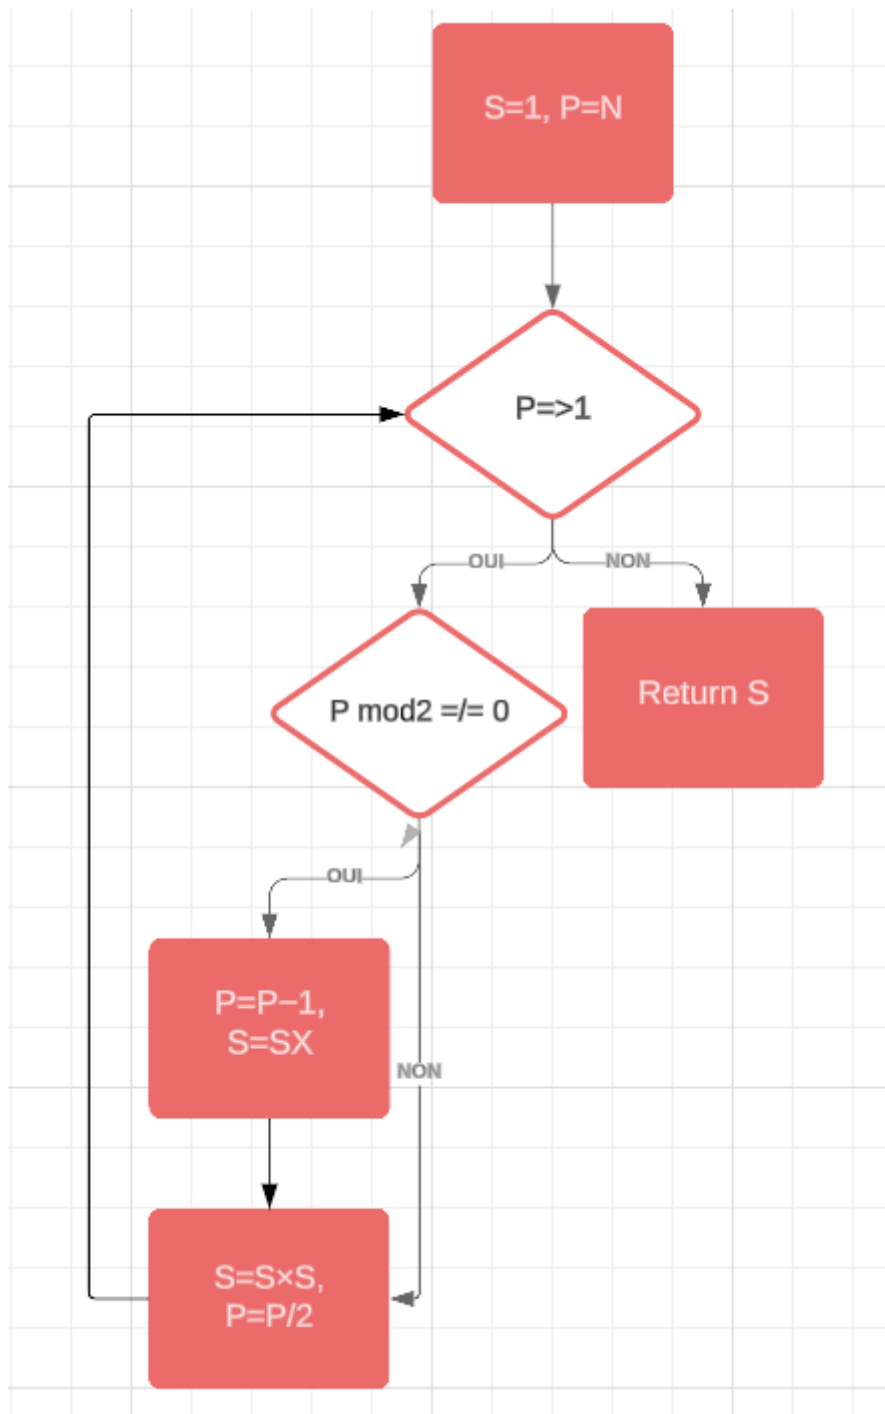 S=1, P=N
P=>1
OUI
NON
P mod2 =/= 0
Return S
OUI
P=P−1,
S=SX
NON
S=S×S,
P=P/2